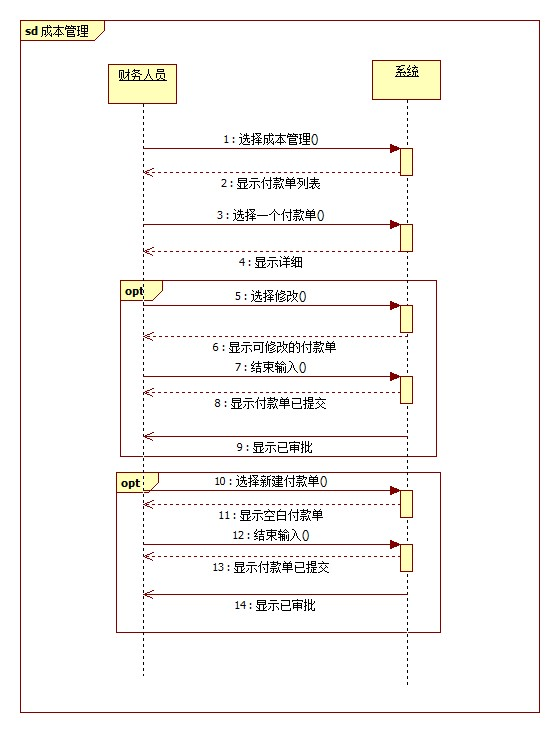 sd 成本管理
财务人员
系统
1 : 选择成本管理()
2 : 显示付款单列表
3 : 选择一个付款单()
4 : 显示详细
opt
5 : 选择修改()
6 : 显示可修改的付款单
7 : 结束输入()
8 : 显示付款单已提交
9 : 显示已审批
opt
10 : 选择新建付款单()
11 : 显示空白付款单
12 : 结束输入()
13 : 显示付款单已提交
14 : 显示已审批